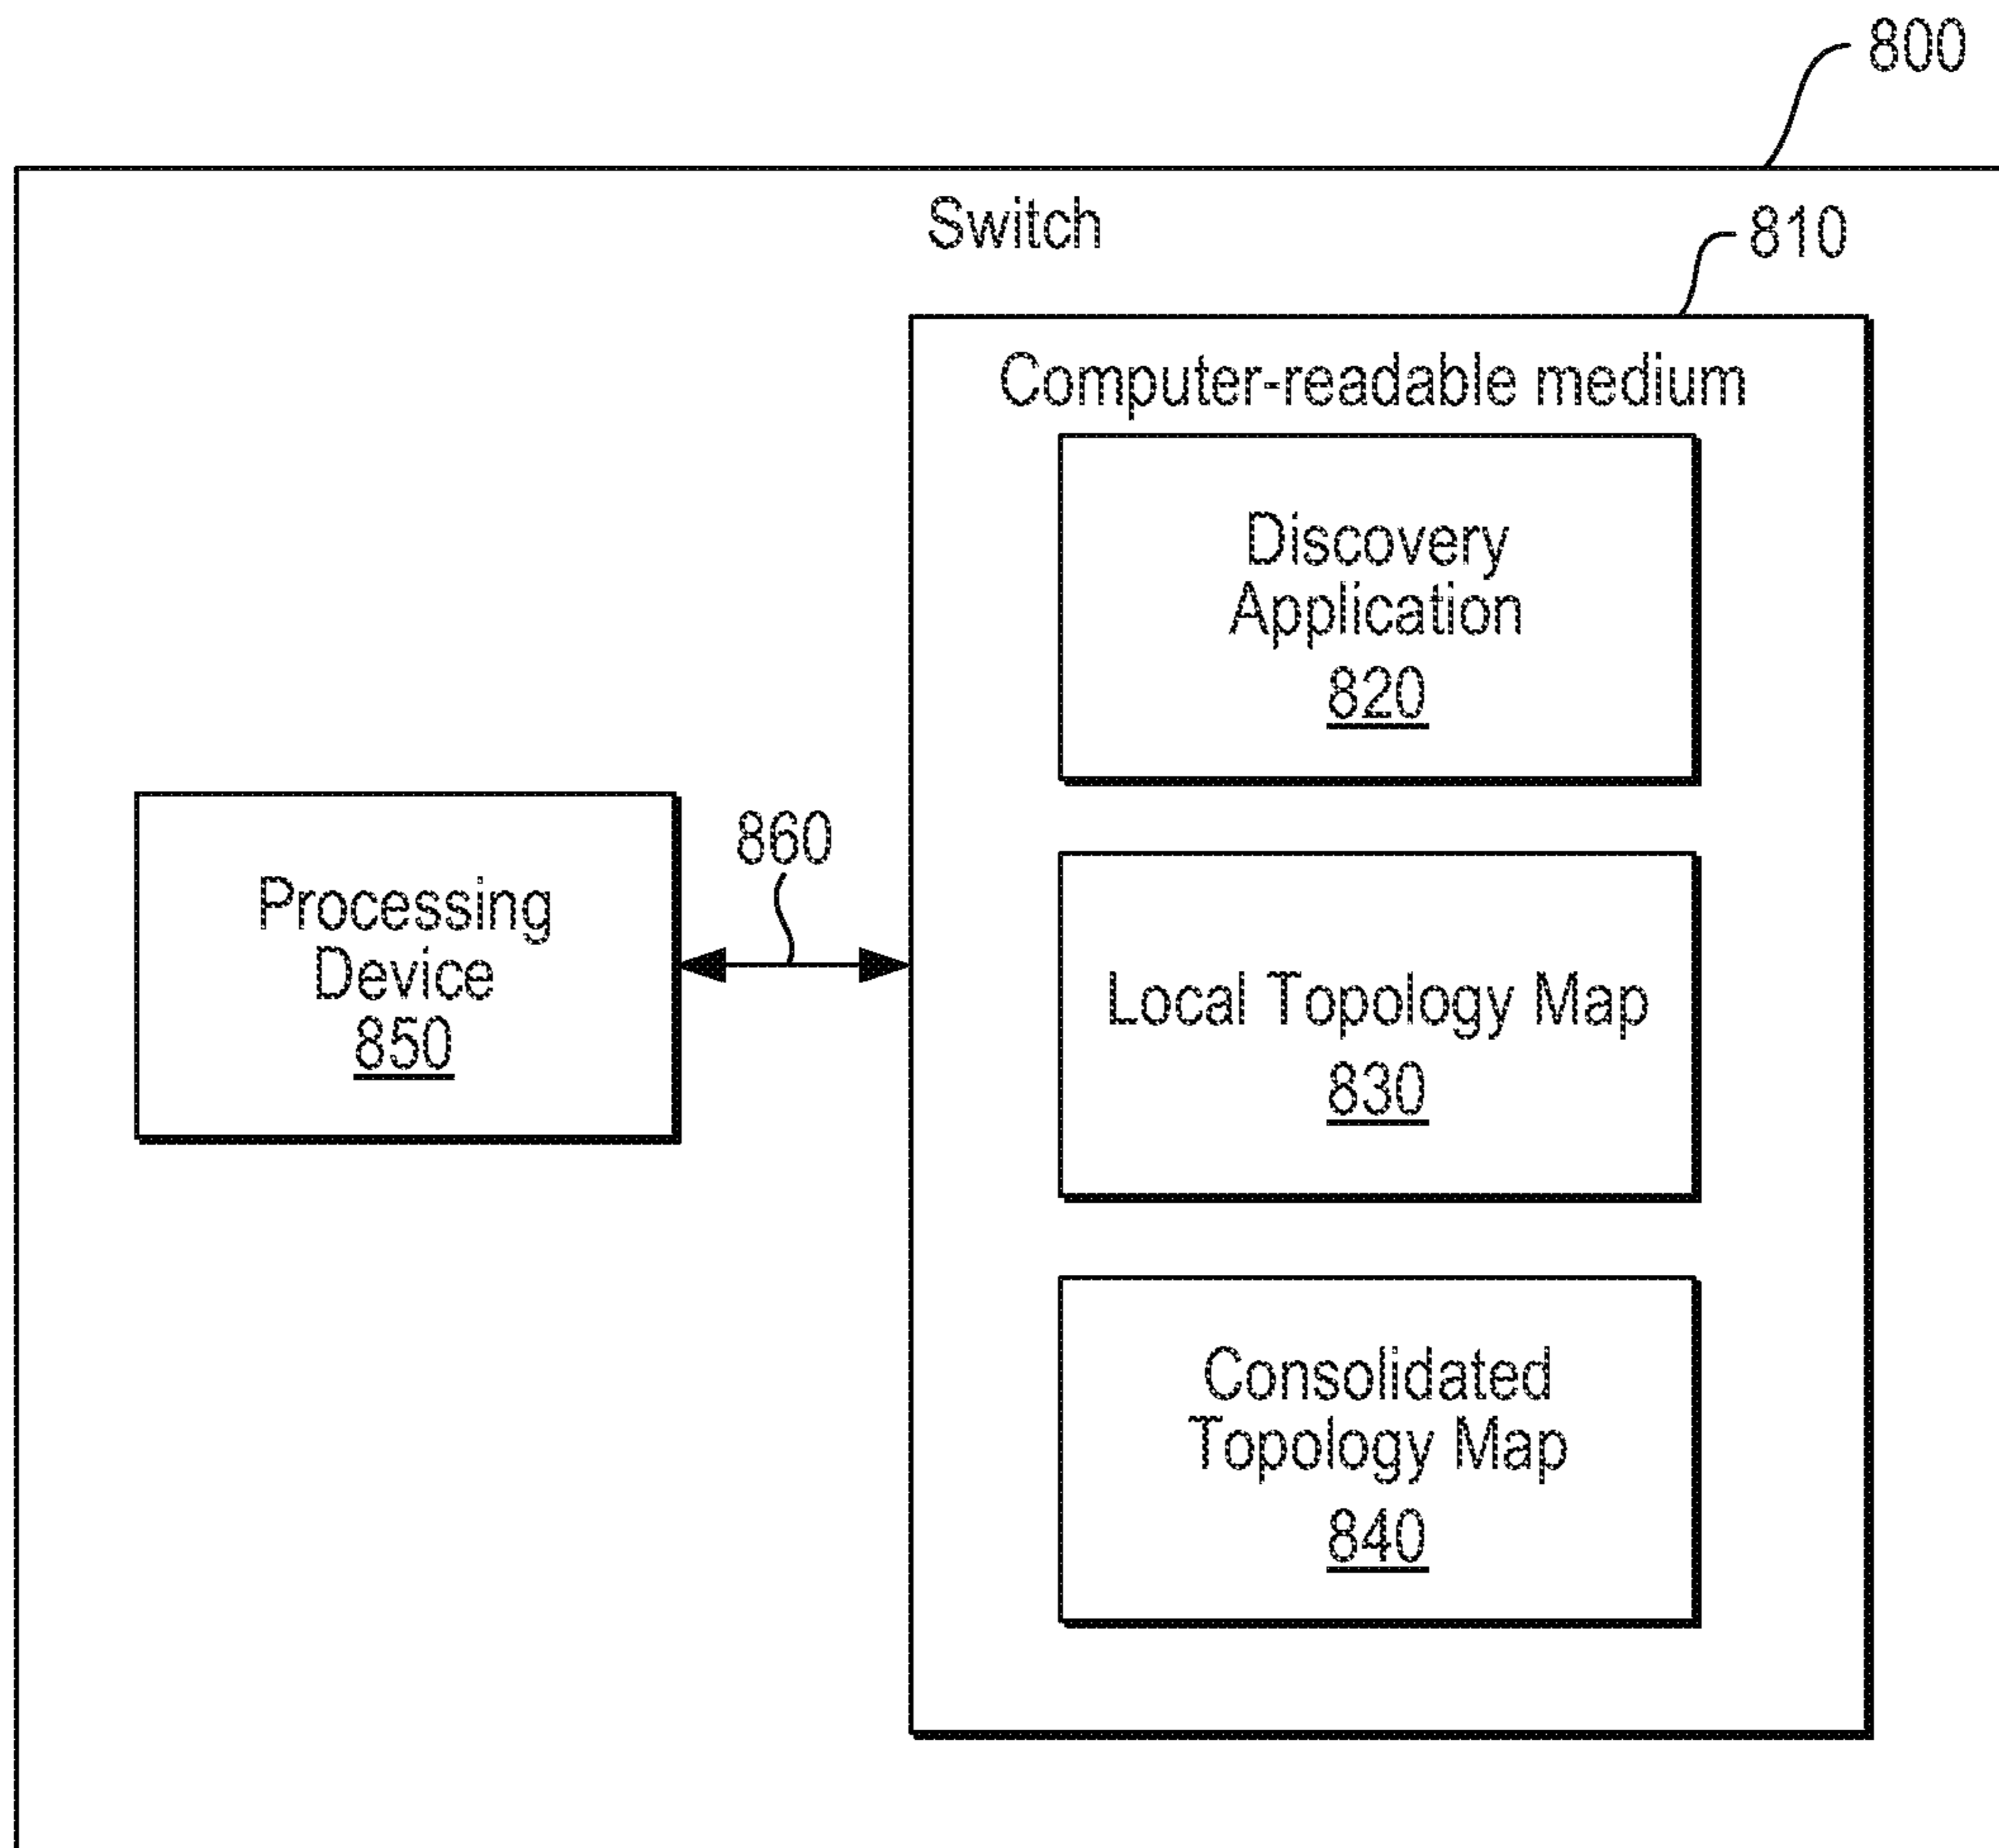 800
Switch
810
Computer-readable medium
Discovery
Application
820
860
Processing
Device
850
Local Topology Map
830
Consolidated
Topology Map
840